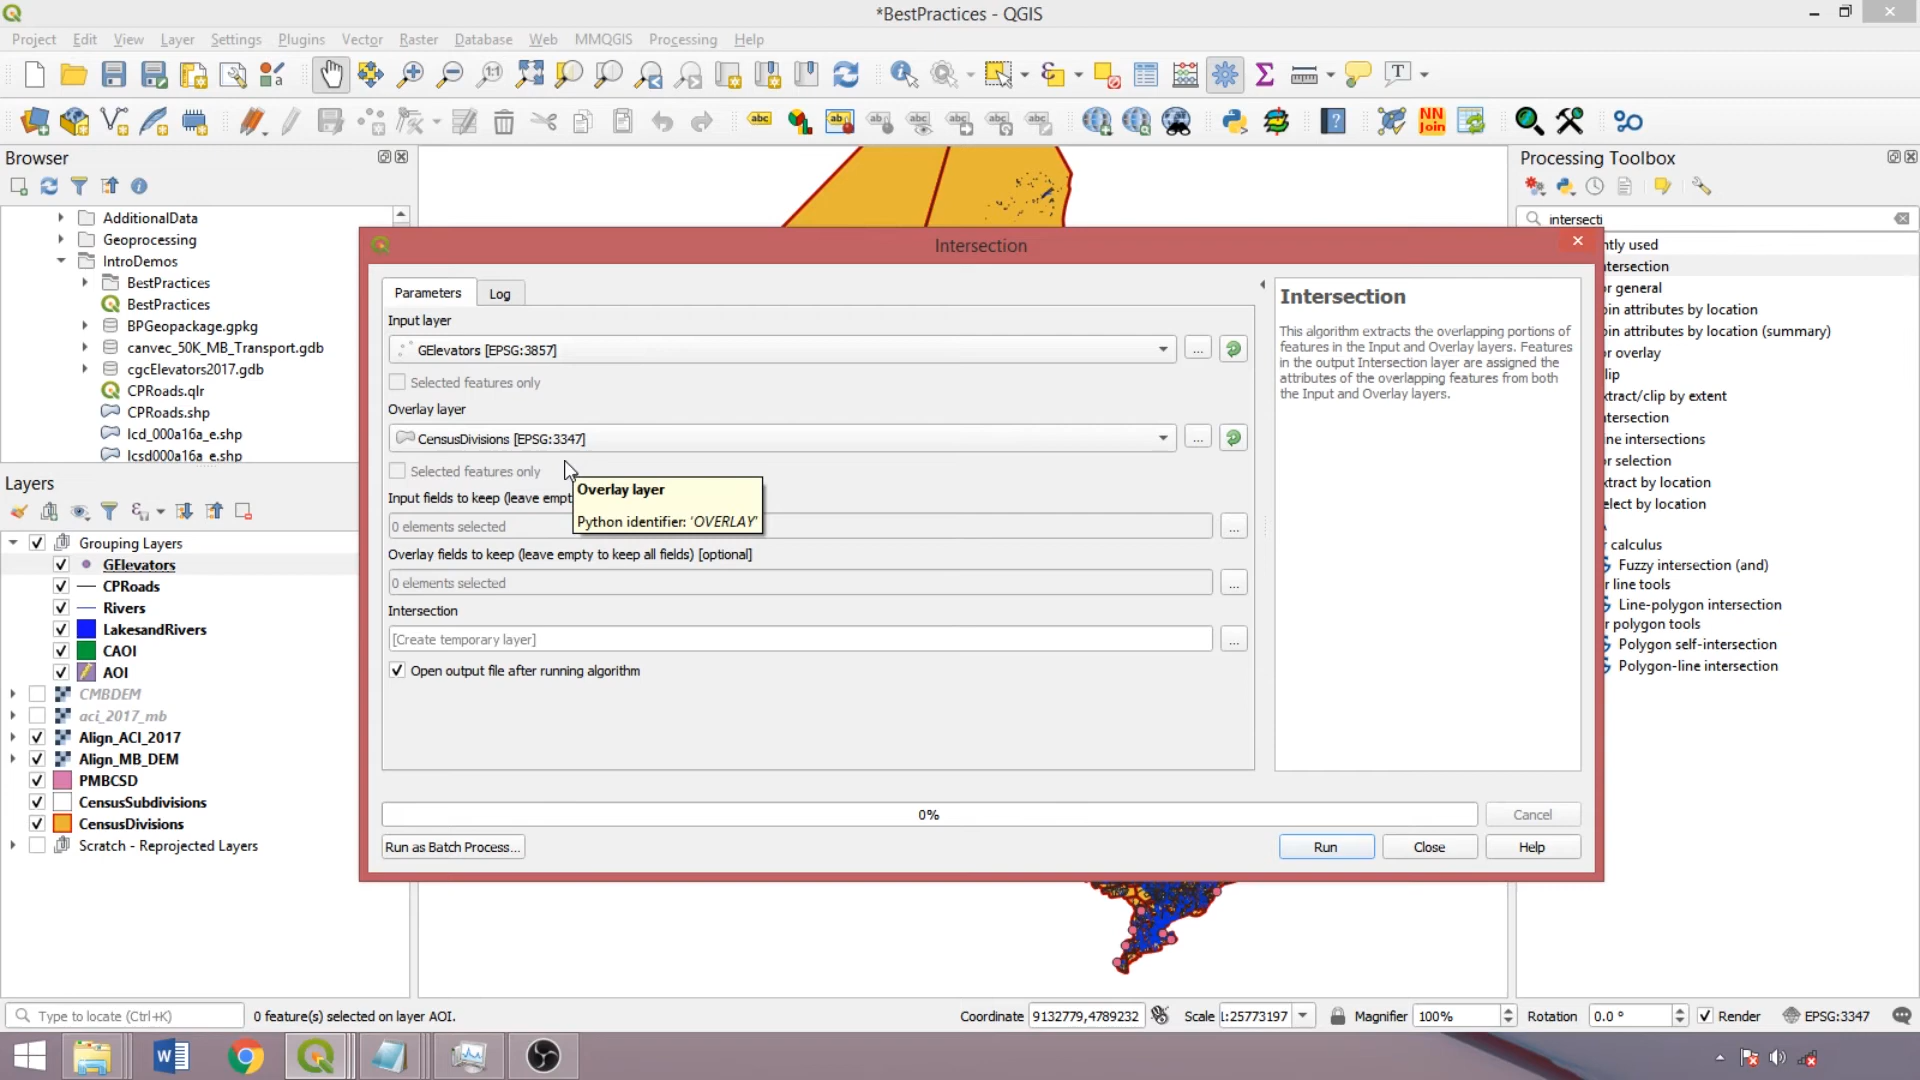 *BestPractices - QGIS
Project Edit View Layer Settings Plugins Vector Raster Database Web MMQGIS Processing Help
Browser
AdditionalData
Geoprocessing
IntroDemos
BestPractices
BestPractices
BPGeopackage.gpkg
canvec_50K_MB_Transport.gdb
cgcElevators2017.gdb
CPRoads.qlr
CPRoads.shp
lcd_000a16a_e.shp
lcsd000a16a_e.shp
Layers
Grouping Layers
GElevators
CPRoads
Rivers
LakesandRivers
CAOI
AOI
CMBDEM
aci_2017_mb
Align_ACI_2017
Align_MB_DEM
PMBCSD
CensusSubdivisions
CensusDivisions
Scratch - Reprojected Layers
Intersection
Parameters Log
Input layer
GElevators [EPSG:3857]
Selected features only
Overlay layer
CensusDivisions [EPSG:3347]
Selected features only
Overlay layer
Python identifier: 'OVERLAY'
Input fields to keep (leave empt
0 elements selected
Overlay fields to keep (leave empty to keep all fields) [optional]
0 elements selected
Intersection
[Create temporary layer]
Open output file after running algorithm
0%
Cancel
Run as Batch Process...
Run Close Help
Intersection
This algorithm extracts the overlapping portions of
features in the Input and Overlay layers. Features
in the output Intersection layer are assigned the
attributes of the overlapping features from both
the Input and Overlay layers.
Processing Toolbox
intersecti
ntly used
tersection
or general
in attributes by location
in attributes by location (summary)
or overlay
lip
xtract/clip by extent
tersection
ne intersections
or selection
xtract by location
elect by location
r calculus
Fuzzy intersection (and)
r line tools
Line-polygon intersection
r polygon tools
Polygon self-intersection
Polygon-line intersection
Type to locate (Ctrl+K) 0 feature(s) selected on layer AOI. Coordinate 9132779,4789232 Scale 1:25773197 Magnifier 100% Rotation 0.0 ° Render EPSG:3347